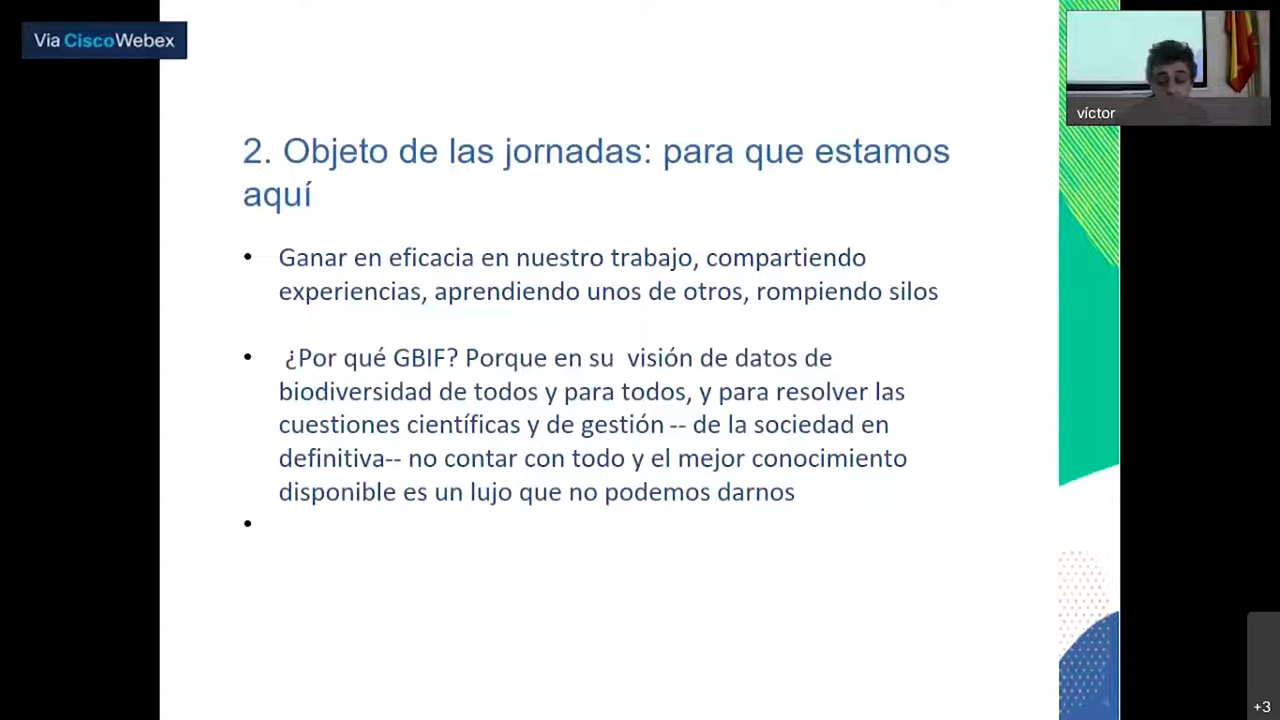 Via Cisco Webex
víctor
2. Objeto de las jornadas: para que estamos
aquí
• Ganar en eficacia en nuestro trabajo, compartiendo
experiencias, aprendiendo unos de otros, rompiendo silos
• ¿Por qué GBIF? Porque en su  visión de datos de
biodiversidad de todos y para todos, y para resolver las
cuestiones científicas y de gestión -- de la sociedad en
definitiva-- no contar con todo y el mejor conocimiento
disponible es un lujo que no podemos darnos
•
+3